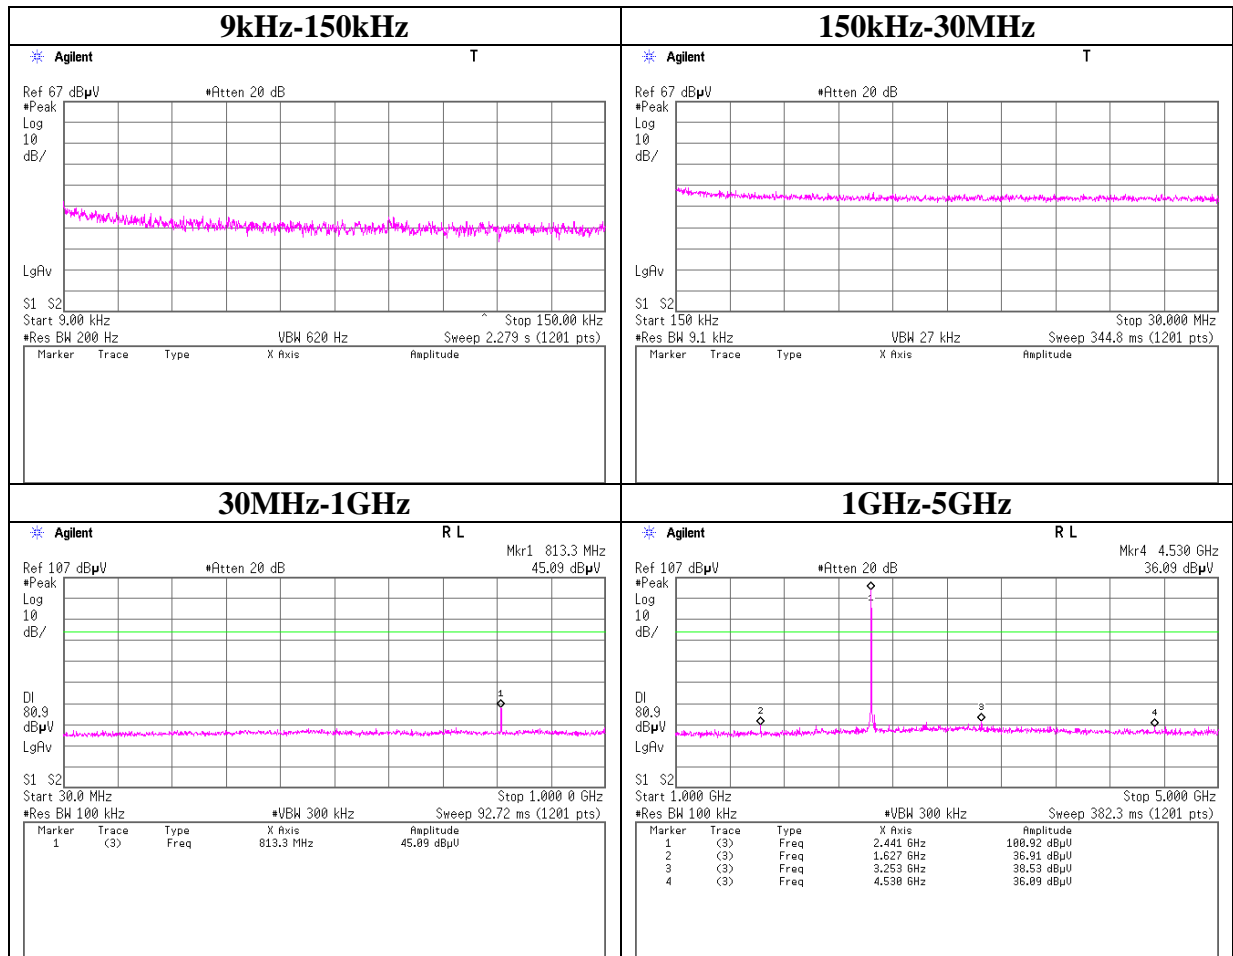 9kHz-150kHz
Agilent T
Ref 67 dBµV #Atten 20 dB
#Peak
Log
10
dB/
LgAv
S1 S2
Start 9.00 kHz ^ Stop 150.00 kHz
#Res BW 200 Hz VBW 620 Hz Sweep 2.279 s (1201 pts)
Marker Trace Type X Axis Amplitude
150kHz-30MHz
Agilent T
Ref 67 dBµV #Atten 20 dB
#Peak
Log
10
dB/
LgAv
S1 S2
Start 150 kHz Stop 30.000 MHz
#Res BW 9.1 kHz VBW 27 kHz Sweep 344.8 ms (1201 pts)
Marker Trace Type X Axis Amplitude
30MHz-1GHz
Agilent R L
Mkr1 813.3 MHz
Ref 107 dBµV #Atten 20 dB 45.09 dBµV
#Peak
Log
10
dB/
1
DI
80.9
dBµV
LgAv
S1 S2
Start 30.0 MHz Stop 1.000 0 GHz
#Res BW 100 kHz #VBW 300 kHz Sweep 92.72 ms (1201 pts)
Marker Trace Type X Axis Amplitude
1 (3) Freq 813.3 MHz 45.09 dBµV
1GHz-5GHz
Agilent R L
Mkr4 4.530 GHz
Ref 107 dBµV #Atten 20 dB 36.09 dBµV
#Peak
Log
10
dB/
1
DI
80.9
dBµV
LgAv
2 3 4
S1 S2
Start 1.000 GHz Stop 5.000 GHz
#Res BW 100 kHz #VBW 300 kHz Sweep 382.3 ms (1201 pts)
Marker Trace Type X Axis Amplitude
1 (3) Freq 2.441 GHz 100.92 dBµV
2 (3) Freq 1.627 GHz 36.91 dBµV
3 (3) Freq 3.253 GHz 38.53 dBµV
4 (3) Freq 4.530 GHz 36.09 dBµV